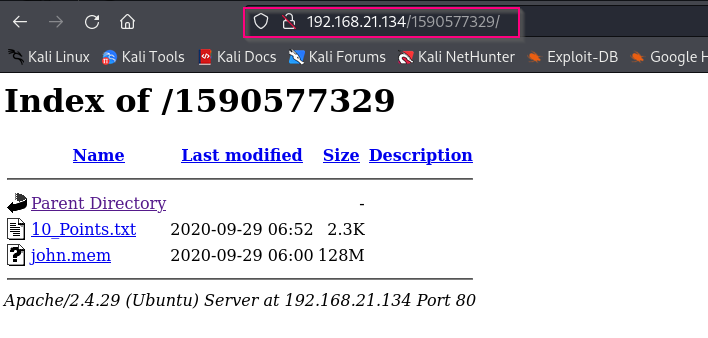 192.168.21.134/1590577329/
Kali Linux Kali Tools Kali Docs Kali Forums Kali NetHunter Exploit-DB Google H
Index of /1590577329
Name Last modified Size Description
Parent Directory -
10_Points.txt 2020-09-29 06:52 2.3K
john.mem 2020-09-29 06:00 128M
Apache/2.4.29 (Ubuntu) Server at 192.168.21.134 Port 80